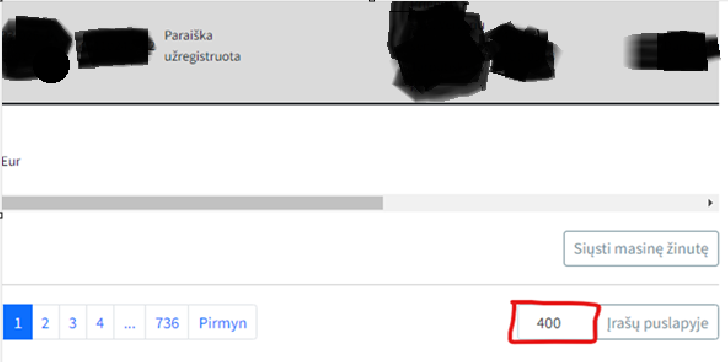 Paraiška
užregistruota
Eur
Siųsti masinę žinutę
1 2 3 4 ... 736 Pirmyn
400 Įrašų puslapyje